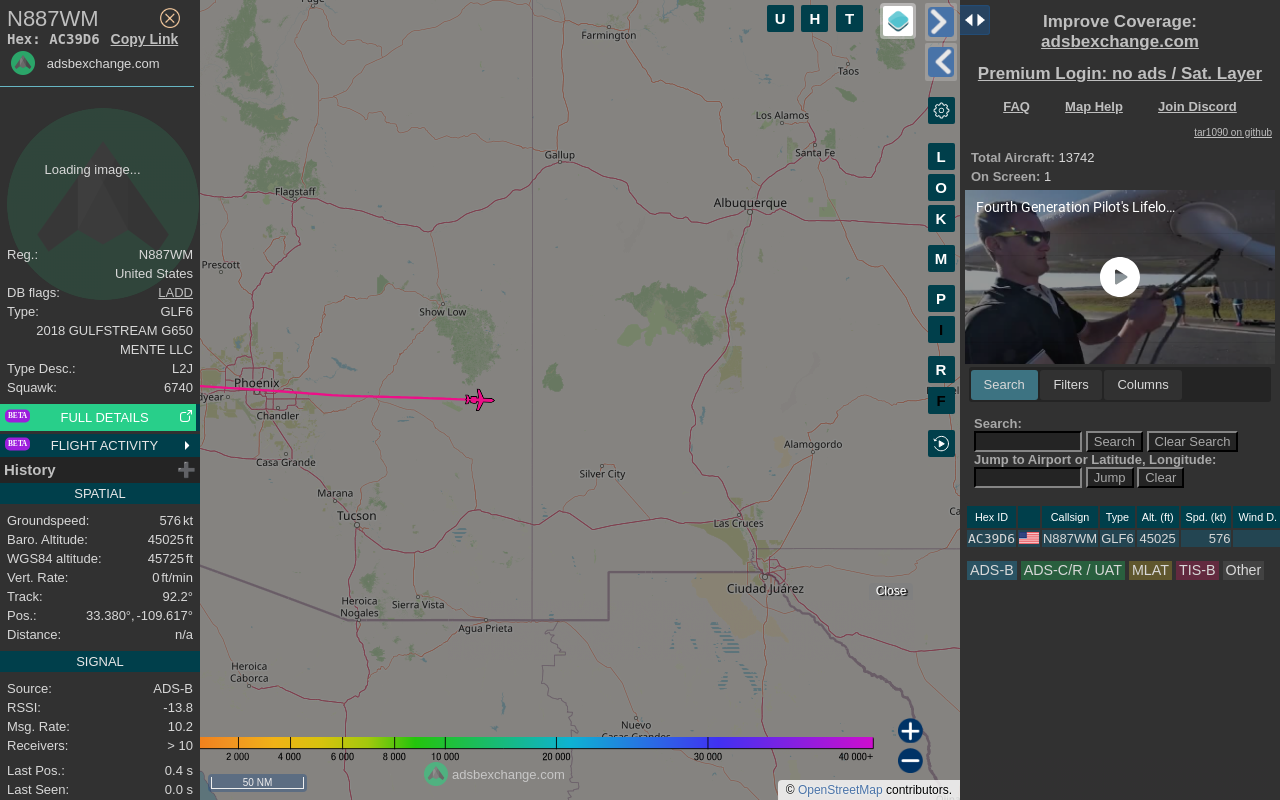 N887WM
Hex: AC39D6 Copy Link
adsbexchange.com
Loading image...
Reg.: N887WM
United States
DB flags: LADD
Type: GLF6
2018 GULFSTREAM G650
MENTE LLC
Type Desc.: L2J
Squawk: 6740
BETA FULL DETAILS
BETA FLIGHT ACTIVITY
History
SPATIAL
Groundspeed: 576 kt
Baro. Altitude: 45025 ft
WGS84 altitude: 45725 ft
Vert. Rate: 0 ft/min
Track: 92.2°
Pos.: 33.380°, -109.617°
Distance: n/a
SIGNAL
Source: ADS-B
RSSI: -13.8
Msg. Rate: 10.2
Receivers: > 10
Last Pos.: 0.4 s
Last Seen: 0.0 s
Page
Farmington
Taos
Los Alamos
Santa Fe
Gallup
Flagstaff
Albuquerque
Prescott
Show Low
Phoenix
dyear
Chandler
Casa Grande
Alamogordo
Silver City
Marana
Tucson
Las Cruces
Ca
Ciudad Juárez
Heroica
Nogales
Sierra Vista
Agua Prieta
Heroica
Caborca
Nuevo
Casas Grandes
Close
U H T
L
O
K
M
P
I
R
F
2 000 4 000 6 000 8 000 10 000 20 000 30 000 40 000+
50 NM
adsbexchange.com
© OpenStreetMap contributors.
Improve Coverage:
adsbexchange.com
Premium Login: no ads / Sat. Layer
FAQ Map Help Join Discord
tar1090 on github
Total Aircraft: 13742
On Screen: 1
Fourth Generation Pilot's Lifelo...
Search Filters Columns
Search:
Search Clear Search
Jump to Airport or Latitude, Longitude:
Jump Clear
Hex ID Callsign Type Alt. (ft) Spd. (kt) Wind D.
AC39D6 N887WM GLF6 45025 576
ADS-B ADS-C/R / UAT MLAT TIS-B Other